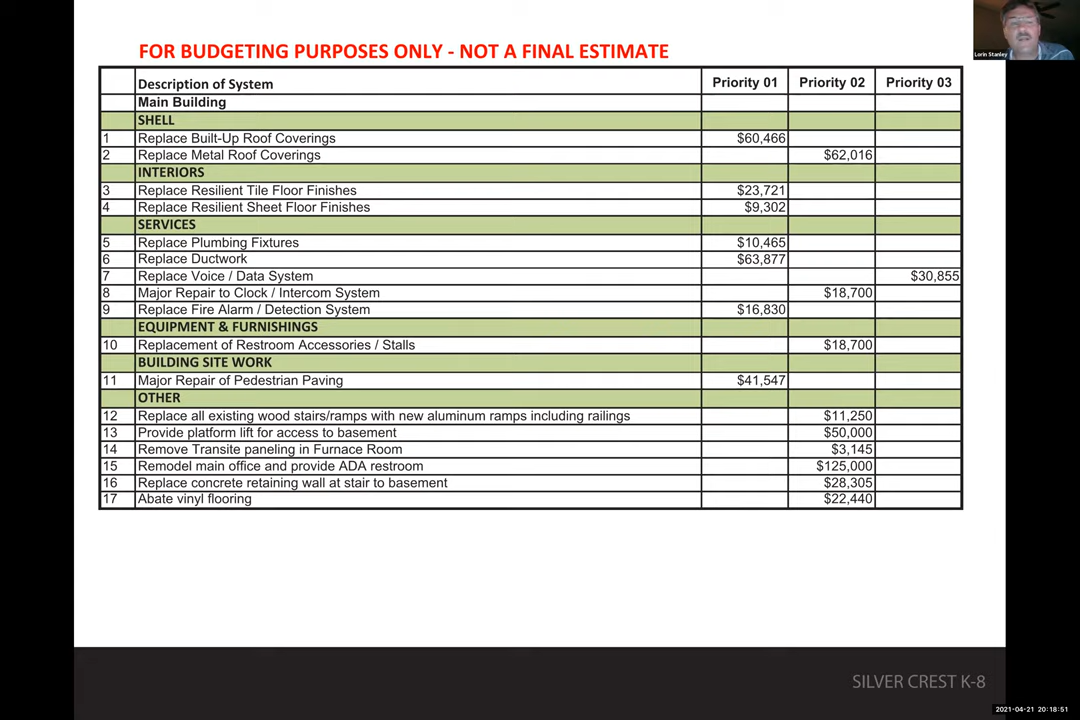 FOR BUDGETING PURPOSES ONLY - NOT A FINAL ESTIMATE
Lorin Stanley
Description of System Priority 01 Priority 02 Priority 03
Main Building
SHELL
1 Replace Built-Up Roof Coverings $60,466
2 Replace Metal Roof Coverings $62,016
INTERIORS
3 Replace Resilient Tile Floor Finishes $23,721
4 Replace Resilient Sheet Floor Finishes $9,302
SERVICES
5 Replace Plumbing Fixtures $10,465
6 Replace Ductwork $63,877
7 Replace Voice / Data System $30,855
8 Major Repair to Clock / Intercom System $18,700
9 Replace Fire Alarm / Detection System $16,830
EQUIPMENT & FURNISHINGS
10 Replacement of Restroom Accessories / Stalls $18,700
BUILDING SITE WORK
11 Major Repair of Pedestrian Paving $41,547
OTHER
12 Replace all existing wood stairs/ramps with new aluminum ramps including railings $11,250
13 Provide platform lift for access to basement $50,000
14 Remove Transite paneling in Furnace Room $3,145
15 Remodel main office and provide ADA restroom $125,000
16 Replace concrete retaining wall at stair to basement $28,305
17 Abate vinyl flooring $22,440
SILVER CREST K-8
2021-04-21 20:18:51